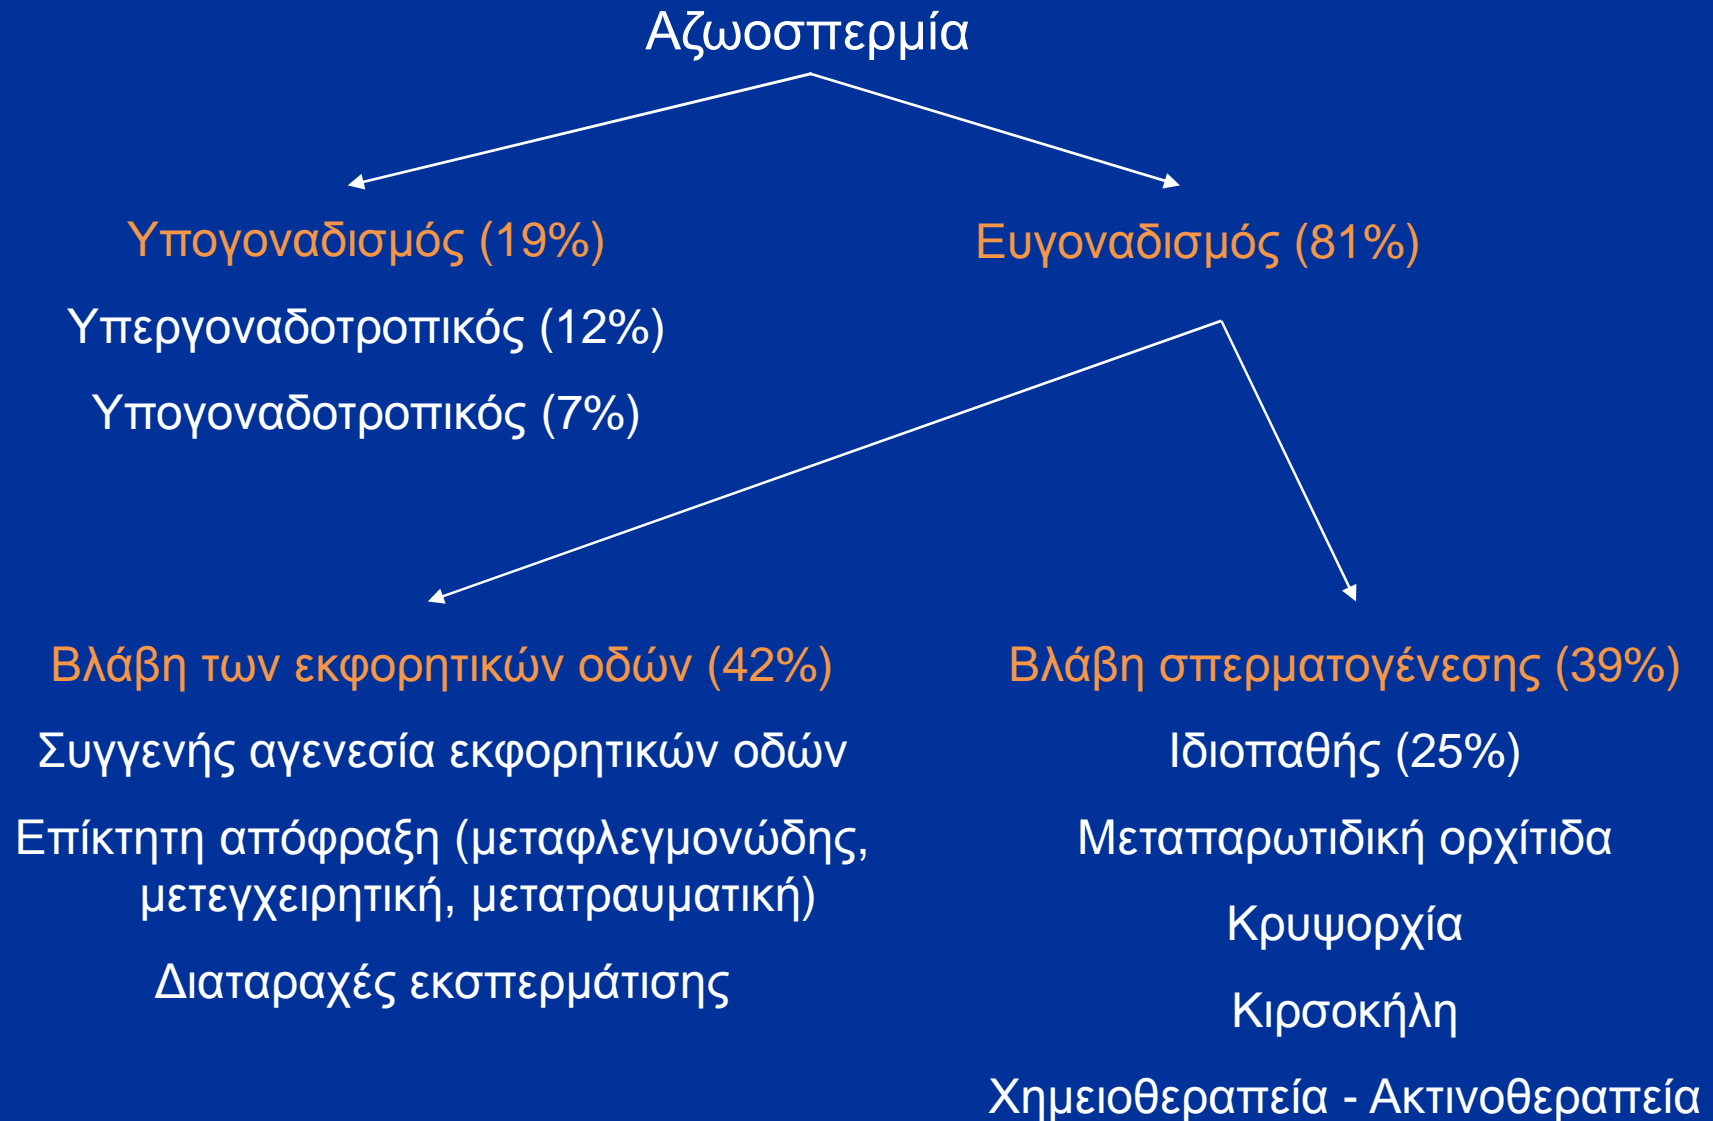 Αζωοσπερμία
Υπογοναδισμός (19%)
Υπεργοναδοτροπικός (12%)
Υπογοναδοτροπικός (7%)
Ευγοναδισμός (81%)
Βλάβη των εκφορητικών οδών (42%)
Συγγενής αγενεσία εκφορητικών οδών
Επίκτητη απόφραξη (μεταφλεγμονώδης,
μετεγχειρητική, μετατραυματική)
Διαταραχές εκσπερμάτισης
Βλάβη σπερματογένεσης (39%)
Ιδιοπαθής (25%)
Μεταπαρωτιδική ορχίτιδα
Κρυψορχία
Κιρσοκήλη
Χημειοθεραπεία - Ακτινοθεραπεία